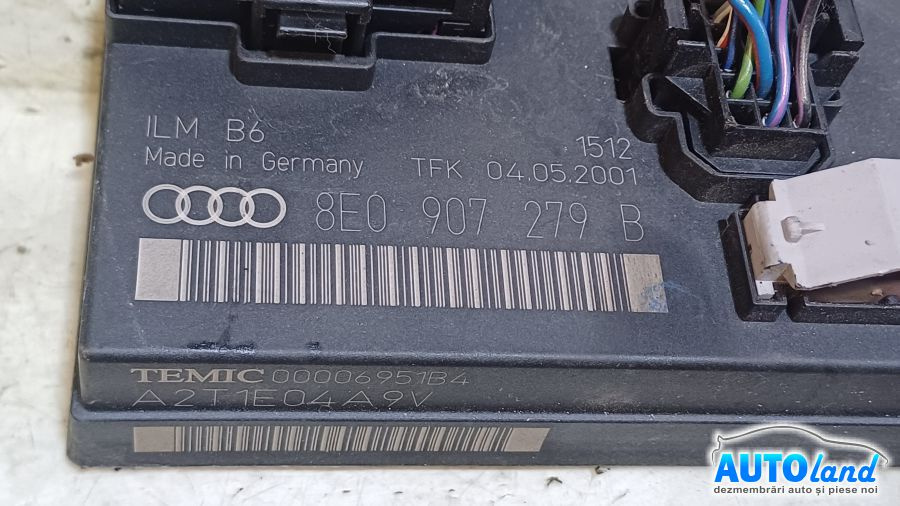 ILM B6 1512
Made in Germany TFK 04.05.2001
8E0 907 279 B
TEMIC 00006951B4
A2T1E04A9V
AUTOland
dezmembrări auto și piese noi